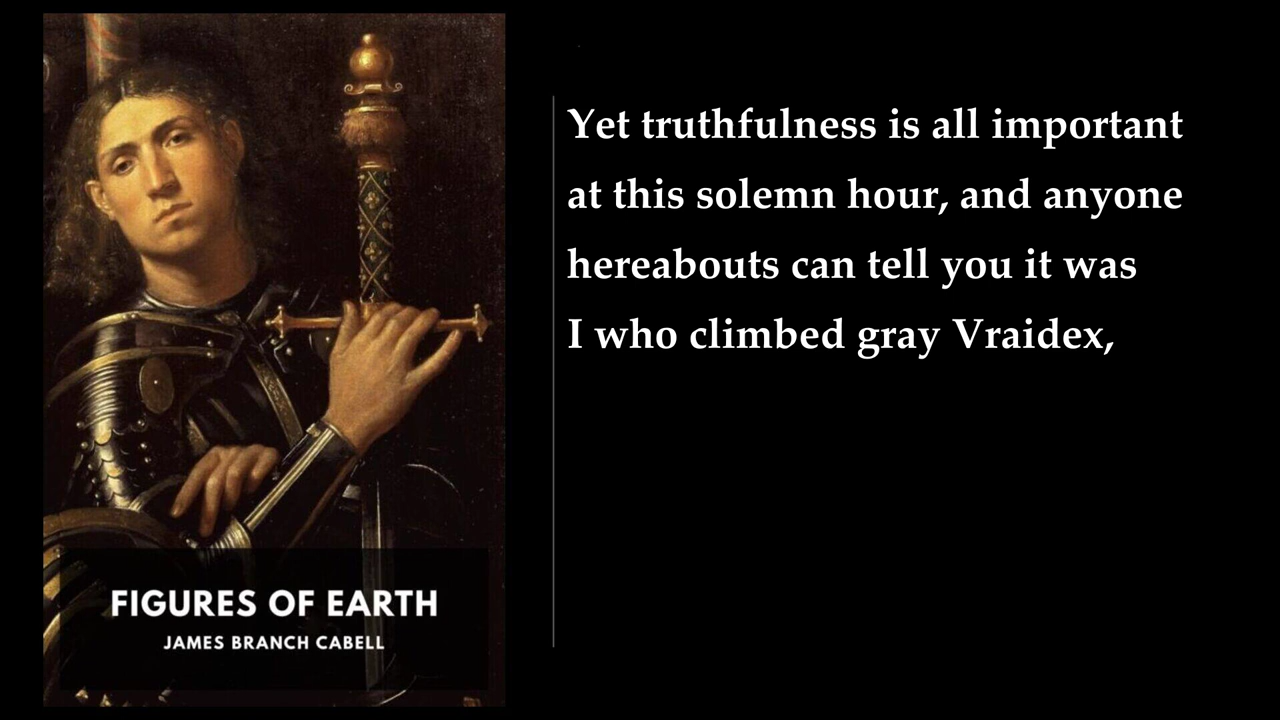 Yet truthfulness is all important
at this solemn hour, and anyone
hereabouts can tell you it was
I who climbed gray Vraidex,
FIGURES OF EARTH
JAMES BRANCH CABELL